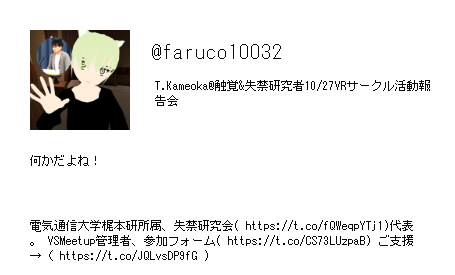 @faruco10032
T.Kameoka@触覚&失禁研究者10/27VRサークル活動報
告会
何かだよね！
電気通信大学梶本研所属、失禁研究会( https://t.co/fQWeqpYTj1)代表
。 VSMeetup管理者、参加フォーム( https://t.co/CS73LUzpaB) ご支援
→ ( https://t.co/JQLvsDP9fG )